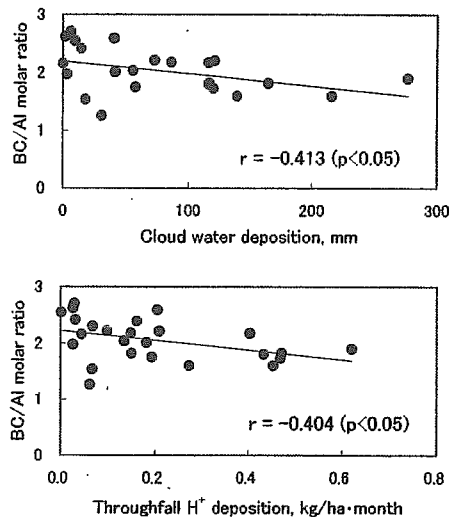 3
2
1
0
BC/Al molar ratio
r = -0.413 (p<0.05)
0 100 200 300
Cloud water deposition, mm
3
2
1
0
BC/Al molar ratio
r = -0.404 (p<0.05)
0.0 0.2 0.4 0.6 0.8
Throughfall H⁺ deposition, kg/ha·month